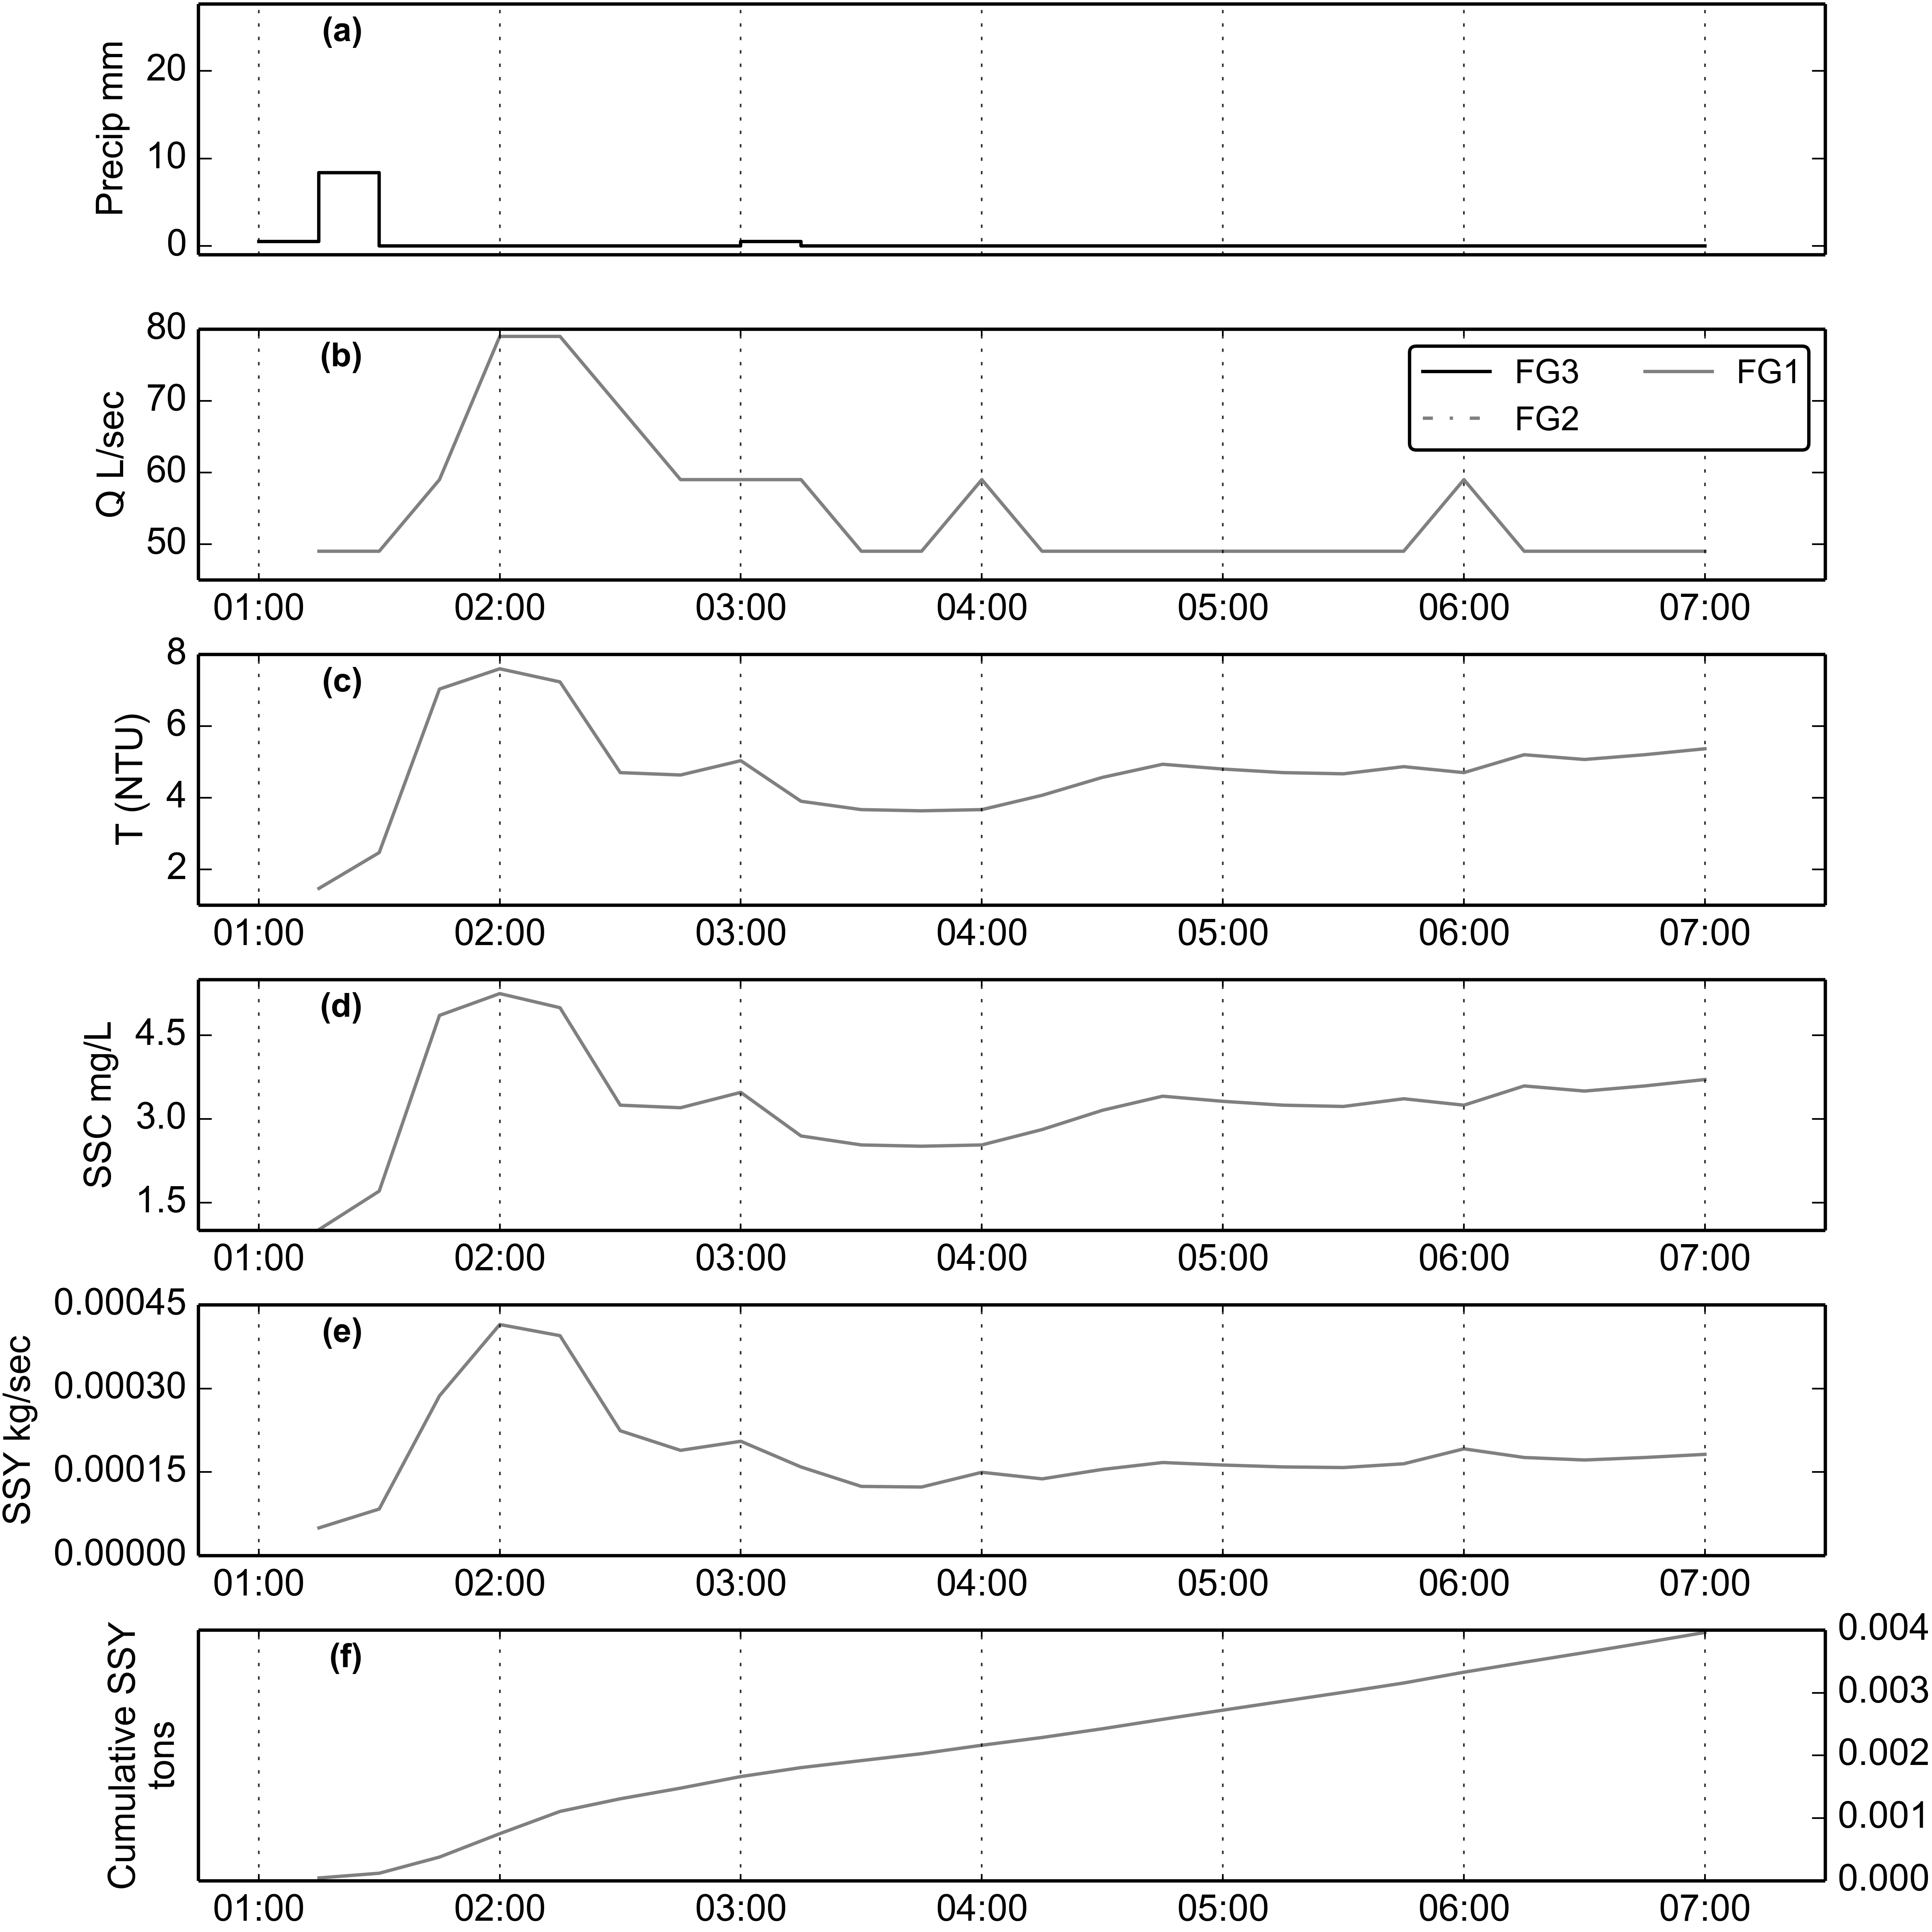 (a)
Precip mm
20
10
0
(b)
Q L/sec
80
70
60
50
FG3 FG1
FG2
01:00 02:00 03:00 04:00 05:00 06:00 07:00
(c)
T (NTU)
8
6
4
2
01:00 02:00 03:00 04:00 05:00 06:00 07:00
(d)
SSC mg/L
4.5
3.0
1.5
01:00 02:00 03:00 04:00 05:00 06:00 07:00
(e)
SSY kg/sec
0.00045
0.00030
0.00015
0.00000
01:00 02:00 03:00 04:00 05:00 06:00 07:00
(f)
Cumulative SSY
tons
0.004
0.003
0.002
0.001
0.000
01:00 02:00 03:00 04:00 05:00 06:00 07:00